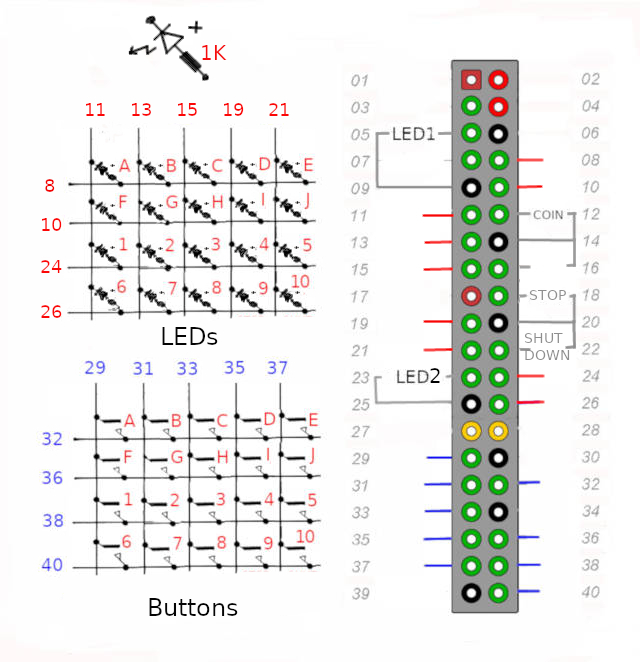 +
1K
11 13 15 19 21
A B C D E
8
F G H I J
10
1 2 3 4 5
24
6 7 8 9 10
26
LEDs
29 31 33 35 37
A B C D E
32
F G H I J
36
1 2 3 4 5
38
6 7 8 9 10
40
Buttons
01 02
03 04
05 LED1 06
07 08
09 10
11 COIN 12
13 14
15 16
17 STOP 18
19 20
21 SHUT DOWN 22
23 LED2 24
25 26
27 28
29 30
31 32
33 34
35 36
37 38
39 40